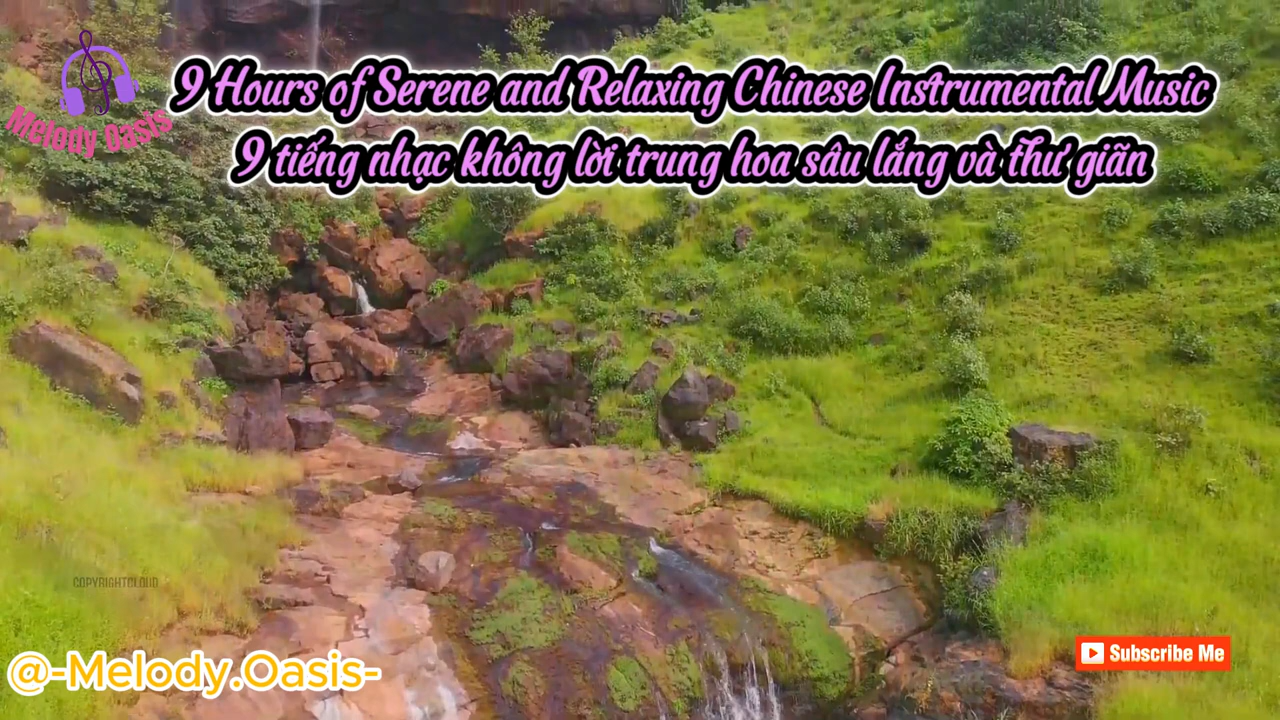 9 Hours of Serene and Relaxing Chinese Instrumental Music
Melody Oasis
9 tiếng nhạc không lời trung hoa sâu lắng và thư giãn
COPYRIGHTCLOUD
@-Melody.Oasis-
Subscribe Me